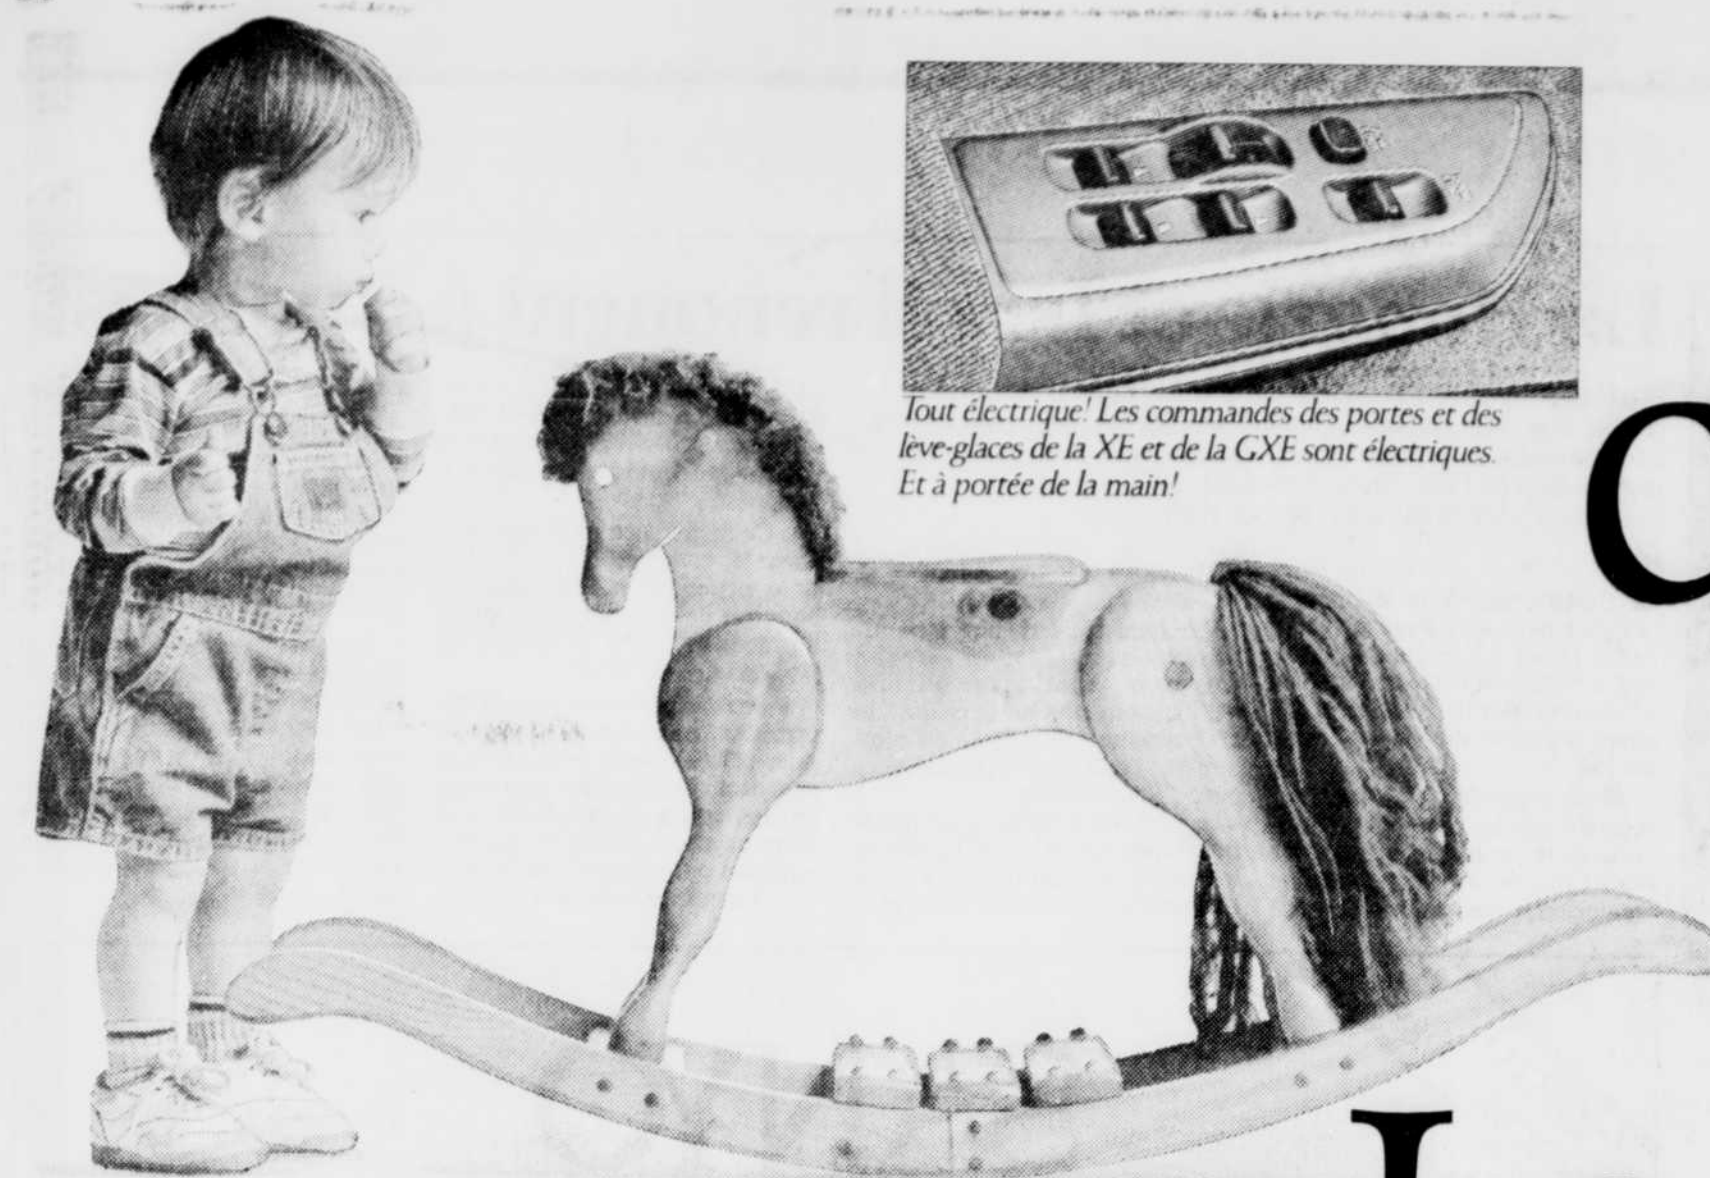 Tout électrique! Les commandes des portes et des
lève-glaces de la XE et de la GXE sont électriques.
Et à portée de la main!